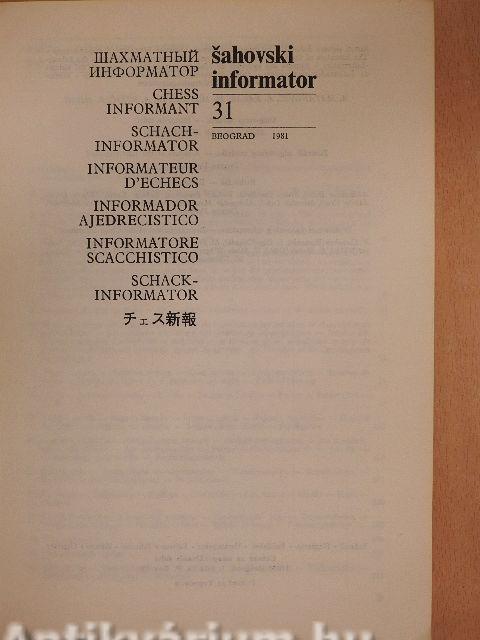 ШАХМАТНЫЙ
ИНФОРМАТОР
CHESS
INFORMANT
SCHACH-
INFORMATOR
INFORMATEUR
D'ECHECS
INFORMADOR
AJEDRECISTICO
INFORMATORE
SCACCHISTICO
SCHACK-
INFORMATOR
チェス新報
šahovski
informator
31
BEOGRAD 1981
Antikvárium.hu